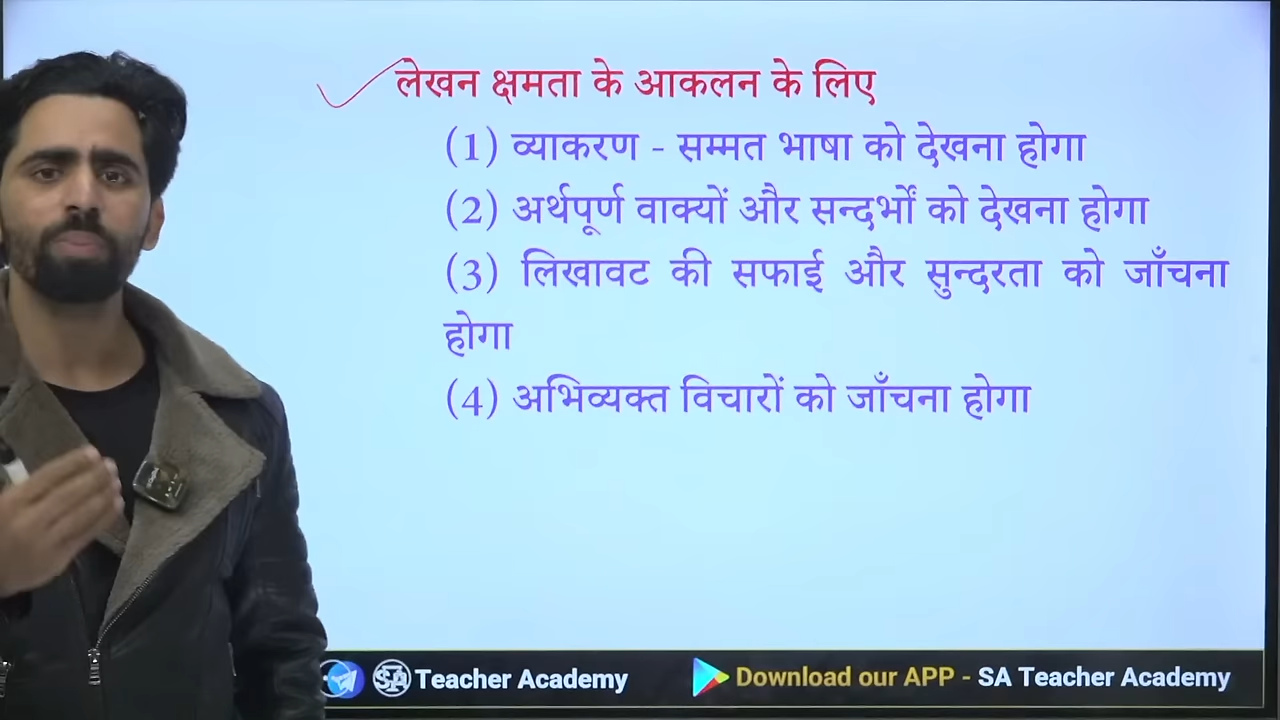 लेखन क्षमता के आकलन के लिए
(1) व्याकरण - सम्मत भाषा को देखना होगा
(2) अर्थपूर्ण वाक्यों और सन्दर्भों को देखना होगा
(3) लिखावट की सफाई और सुन्दरता को जाँचना
होगा
(4) अभिव्यक्त विचारों को जाँचना होगा
SA Teacher Academy Download our APP - SA Teacher Academy